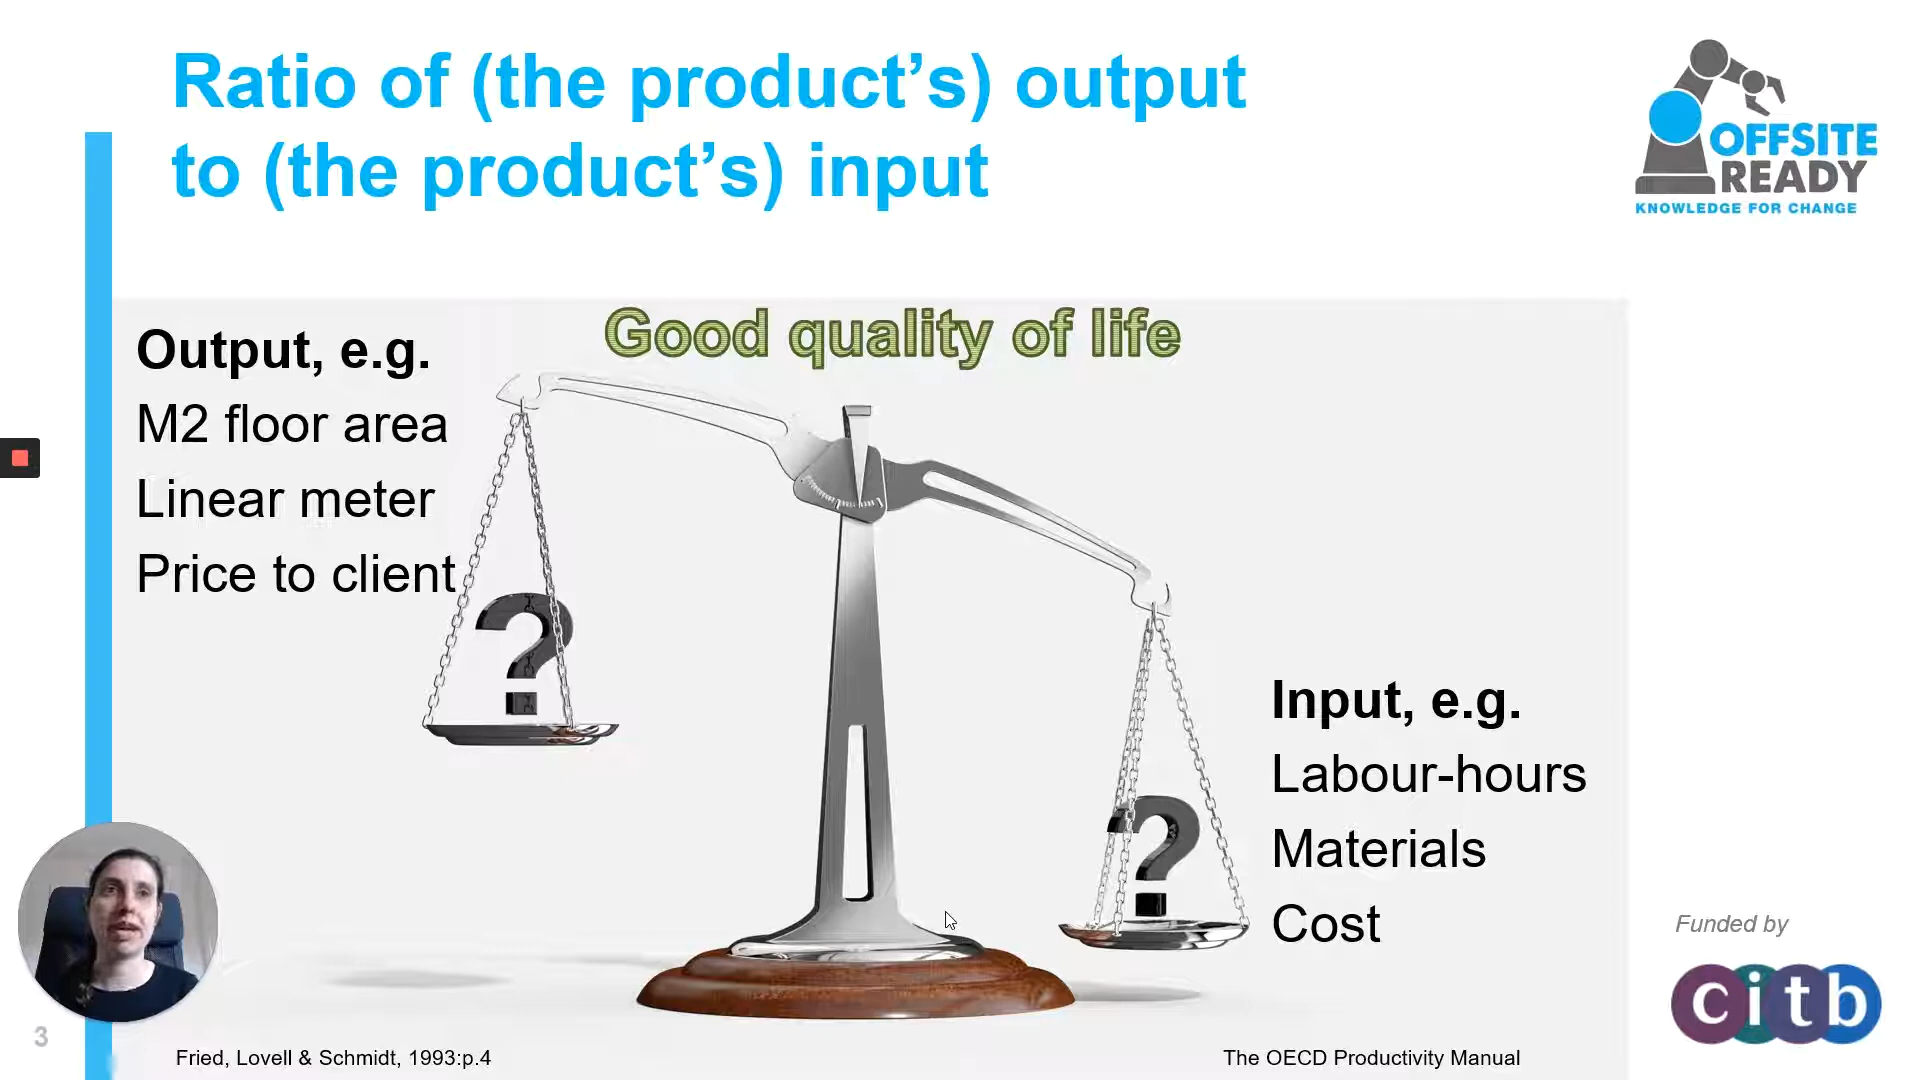 Ratio of (the product’s) output
to (the product’s) input
OFFSITE
READY
KNOWLEDGE FOR CHANGE
Good quality of life
Output, e.g.
M2 floor area
Linear meter
Price to client
?
?
Input, e.g.
Labour-hours
Materials
Cost
Funded by
citb
3
Fried, Lovell & Schmidt, 1993:p.4
The OECD Productivity Manual